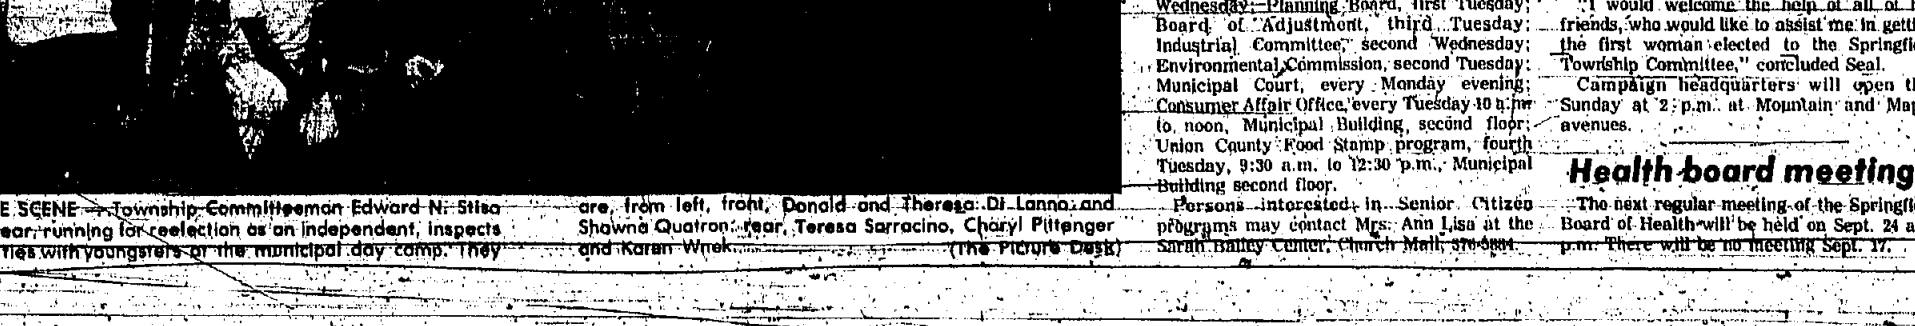 E SCENE — Township Committeeman Edward N. Stisa
ear, running for reelection as an Independent, inspects
ties with youngsters of the municipal day camp. They
are, from left, front, Donald and Theresa Di Lanno and
Shawna Quatron; rear, Teresa Sarracino, Charyl Pittenger
and Karen Wnek.
(The Picture Desk)
Wednesday; Planning Board, first Tuesday;
Board of Adjustment, third Tuesday;
Industrial Committee, second Wednesday;
Environmental Commission, second Tuesday;
Municipal Court, every Monday evening;
Consumer Affair Office, every Tuesday 10 a.m.
to noon, Municipal Building, second floor;
Union County Food Stamp program, fourth
Tuesday, 9:30 a.m. to 12:30 p.m., Municipal
Building second floor.
Persons interested in Senior Citizen
programs may contact Mrs. Ann Lisa at the
Sarah Bailey Center, Church Mall,
"I would welcome the help of all of
friends, who would like to assist me in getti
the first woman elected to the Springfie
Township Committee," concluded Seal.
Campaign headquarters will open t
Sunday at 2 p.m. at Mountain and Map
avenues.
Health board meeting
The next regular meeting of the Springfie
Board of Health will be held on Sept. 24 a
p.m. There will be no meeting Sept. 17.